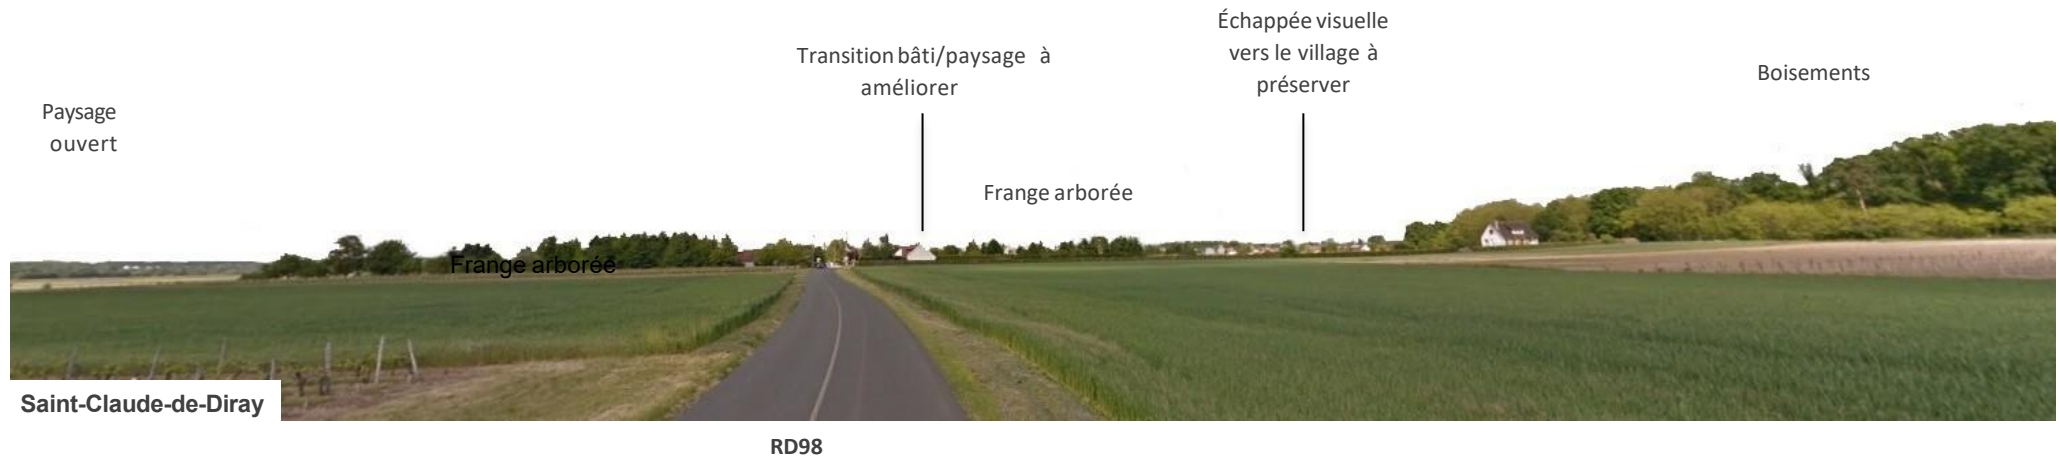 Échappée visuelle
vers le village à
préserver
Transition bâti/paysage à
améliorer
Boisements
Paysage
ouvert
Frange arborée
Frange arborée
Saint-Claude-de-Diray
RD98